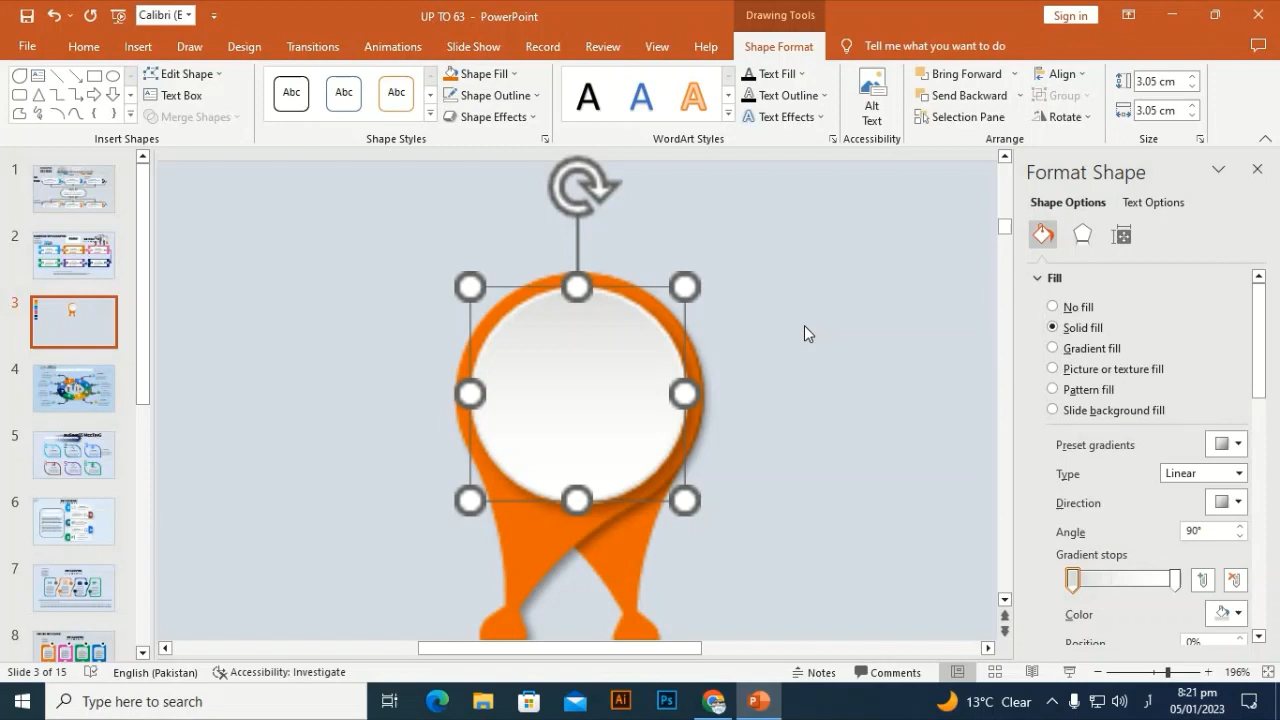 Calibri (E
UP TO 63 - PowerPoint
Drawing Tools
Sign in
File
Home
Insert
Draw
Design
Transitions
Animations
Slide Show
Record
Review
View
Help
Shape Format
Tell me what you want to do
Edit Shape
Text Box
Merge Shapes
Insert Shapes
Abc
Abc
Abc
Shape Fill
Shape Outline
Shape Effects
Shape Styles
A
A
A
Text Fill
Text Outline
Text Effects
WordArt Styles
Alt
Text
Accessibility
Bring Forward
Send Backward
Selection Pane
Align
Group
Rotate
Arrange
3.05 cm
3.05 cm
Size
1
2
3
4
5
6
7
8
Format Shape
Shape Options
Text Options
Fill
No fill
Solid fill
Gradient fill
Picture or texture fill
Pattern fill
Slide background fill
Preset gradients
Type
Linear
Direction
Angle
90°
Gradient stops
Color
Position
0%
Slide 3 of 15
English (Pakistan)
Accessibility: Investigate
Notes
Comments
196%
Type here to search
Ai
Ps
13°C Clear
8:21 pm
05/01/2023